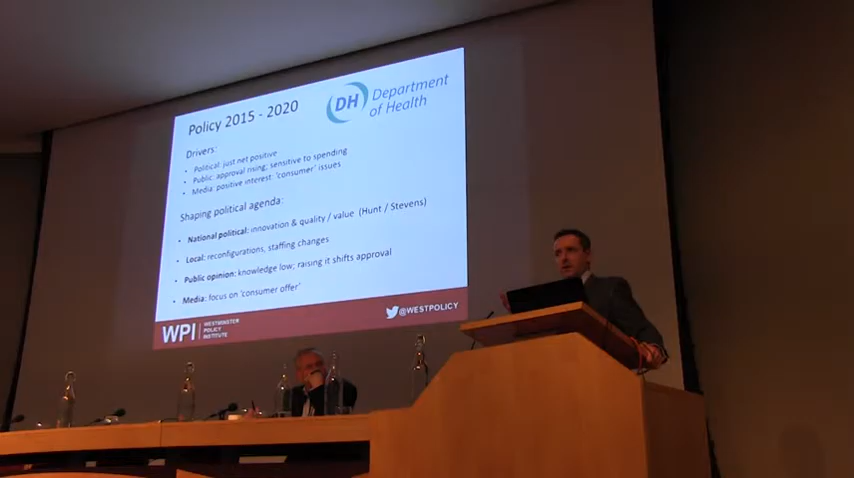 Policy 2015 - 2020
DH Department
of Health
Drivers:
• Political: just net positive
• Public: approval rising; sensitive to spending
• Media: positive interest: 'consumer' issues
Shaping political agenda:
• National political: innovation & quality / value (Hunt / Stevens)
• Local: reconfigurations, staffing changes
• Public opinion: knowledge low; raising it shifts approval
• Media: focus on 'consumer offer'
WPI WESTMINSTER
POLICY
INSTITUTE
@WESTPOLICY